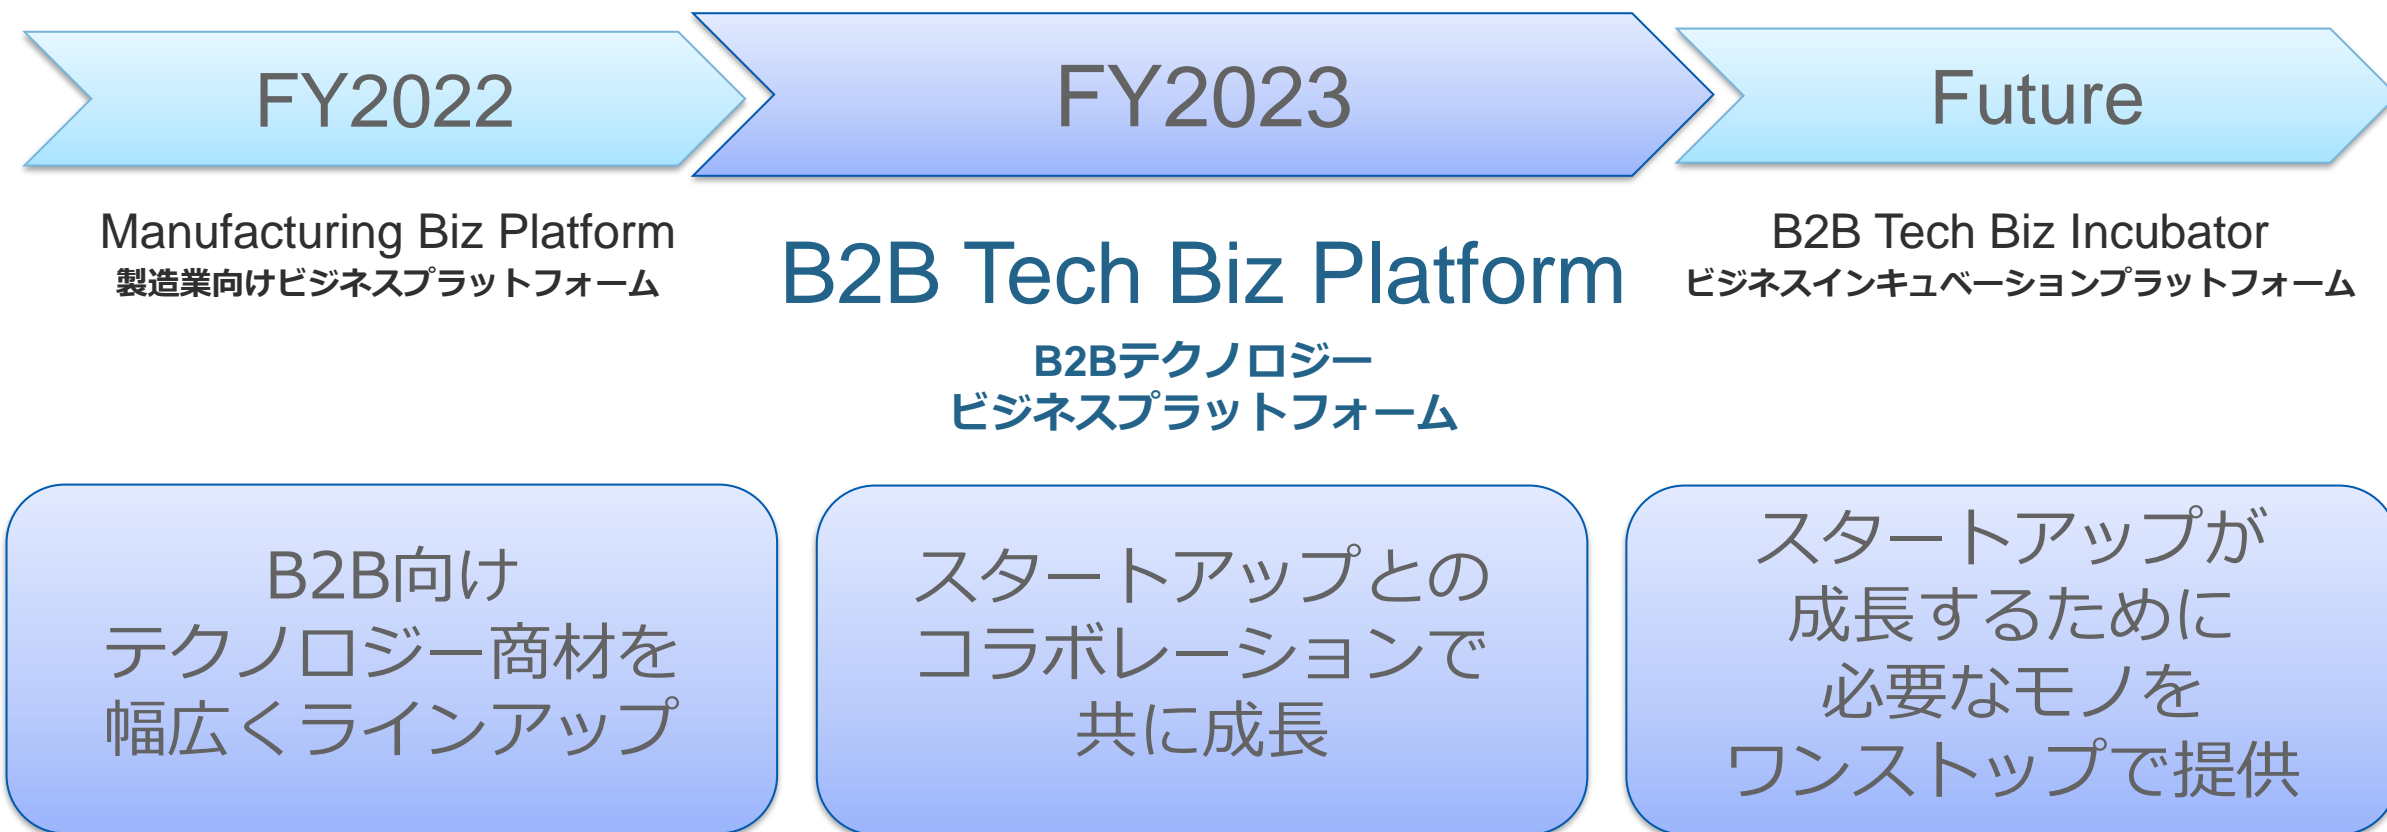 FY2022
FY2023
Future
Manufacturing Biz Platform
製造業向けビジネスプラットフォーム
B2B Tech Biz Platform
B2Bテクノロジー
ビジネスプラットフォーム
B2B Tech Biz Incubator
ビジネスインキュベーションプラットフォーム
B2B向け
テクノロジー商材を
幅広くラインアップ
スタートアップとの
コラボレーションで
共に成長
スタートアップが
成長するために
必要なモノを
ワンストップで提供